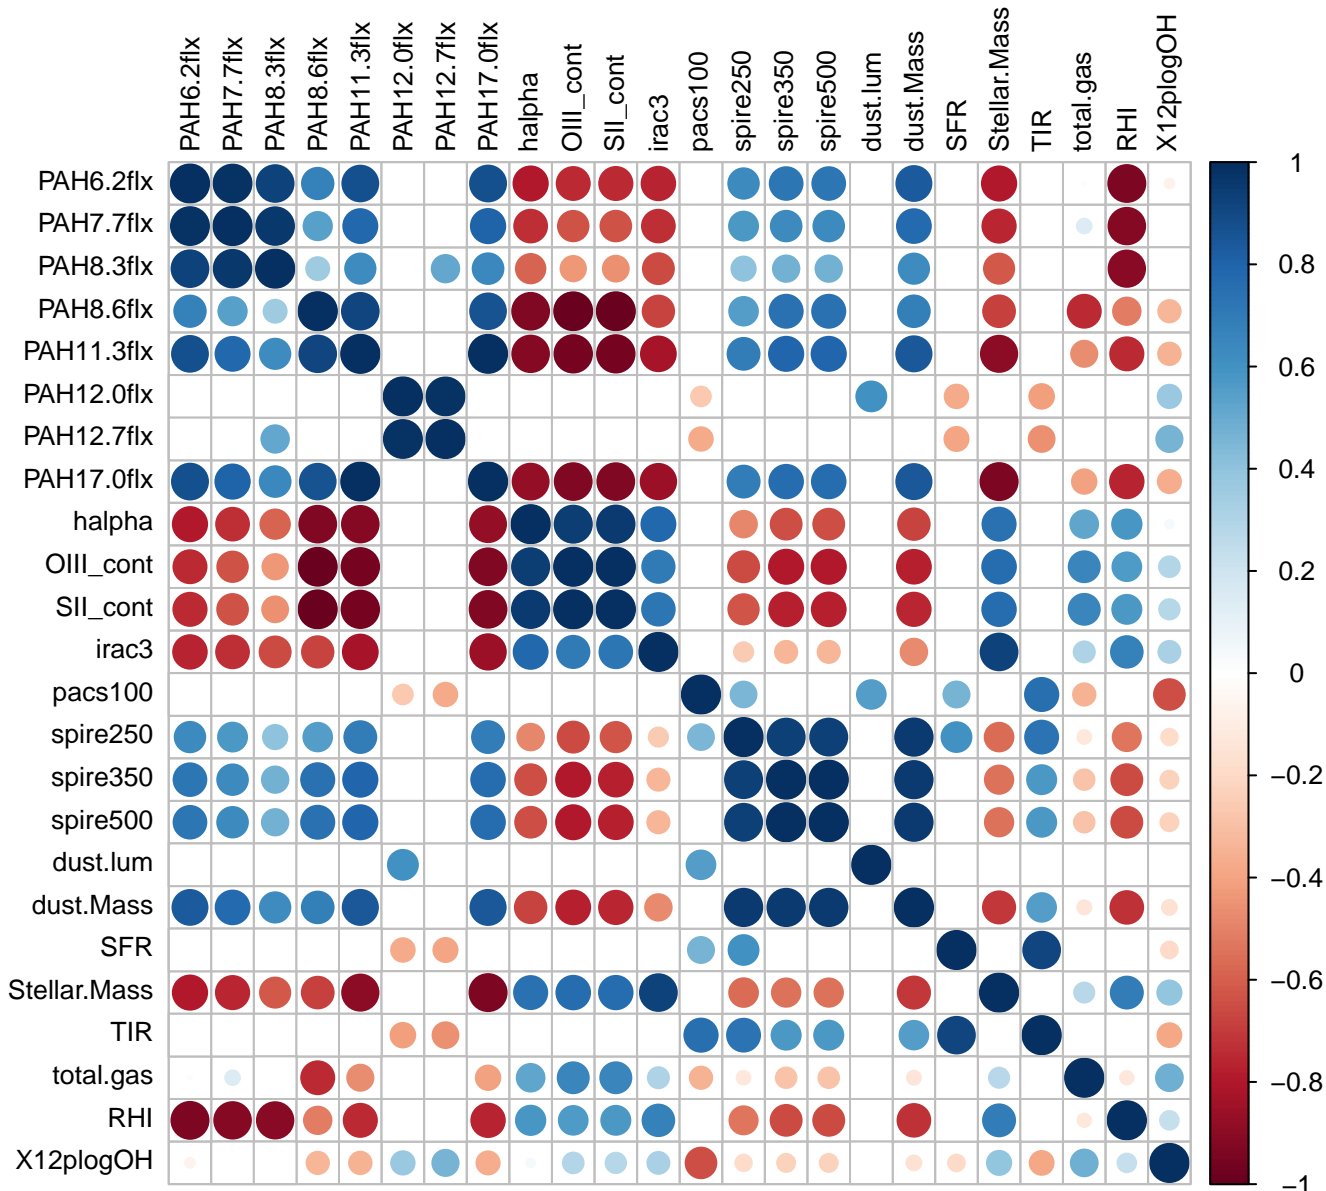 PAH6.2flx
PAH7.7flx
PAH8.3flx
PAH8.6flx
PAH11.3flx
PAH12.0flx
PAH12.7flx
PAH17.0flx
halpha
OIII_cont
SII_cont
irac3
pacs100
spire250
spire350
spire500
dust.lum
dust.Mass
SFR
Stellar.Mass
TIR
total.gas
RHI
X12plogOH
PAH6.2flx
PAH7.7flx
PAH8.3flx
PAH8.6flx
PAH11.3flx
PAH12.0flx
PAH12.7flx
PAH17.0flx
halpha
OIII_cont
SII_cont
irac3
pacs100
spire250
spire350
spire500
dust.lum
dust.Mass
SFR
Stellar.Mass
TIR
total.gas
RHI
X12plogOH
1
0.8
0.6
0.4
0.2
0
−0.2
−0.4
−0.6
−0.8
−1